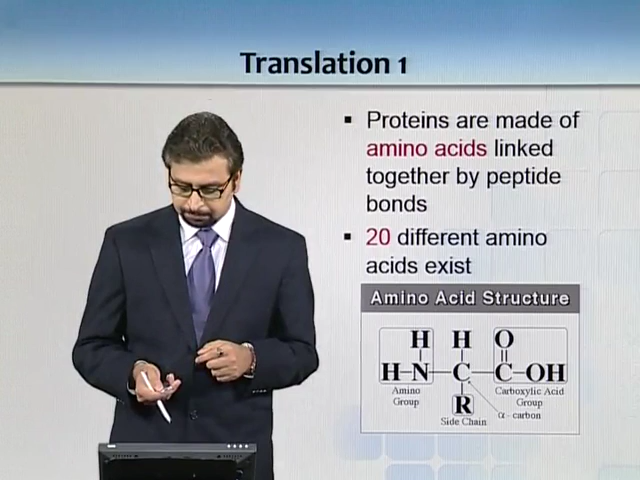 Translation 1
▪ Proteins are made of
amino acids linked
together by peptide
bonds
▪ 20 different amino
acids exist
Amino Acid Structure
H H O
H–N–C–C–OH
Amino
Group
Carboxylic Acid
Group
R
α - carbon
Side Chain